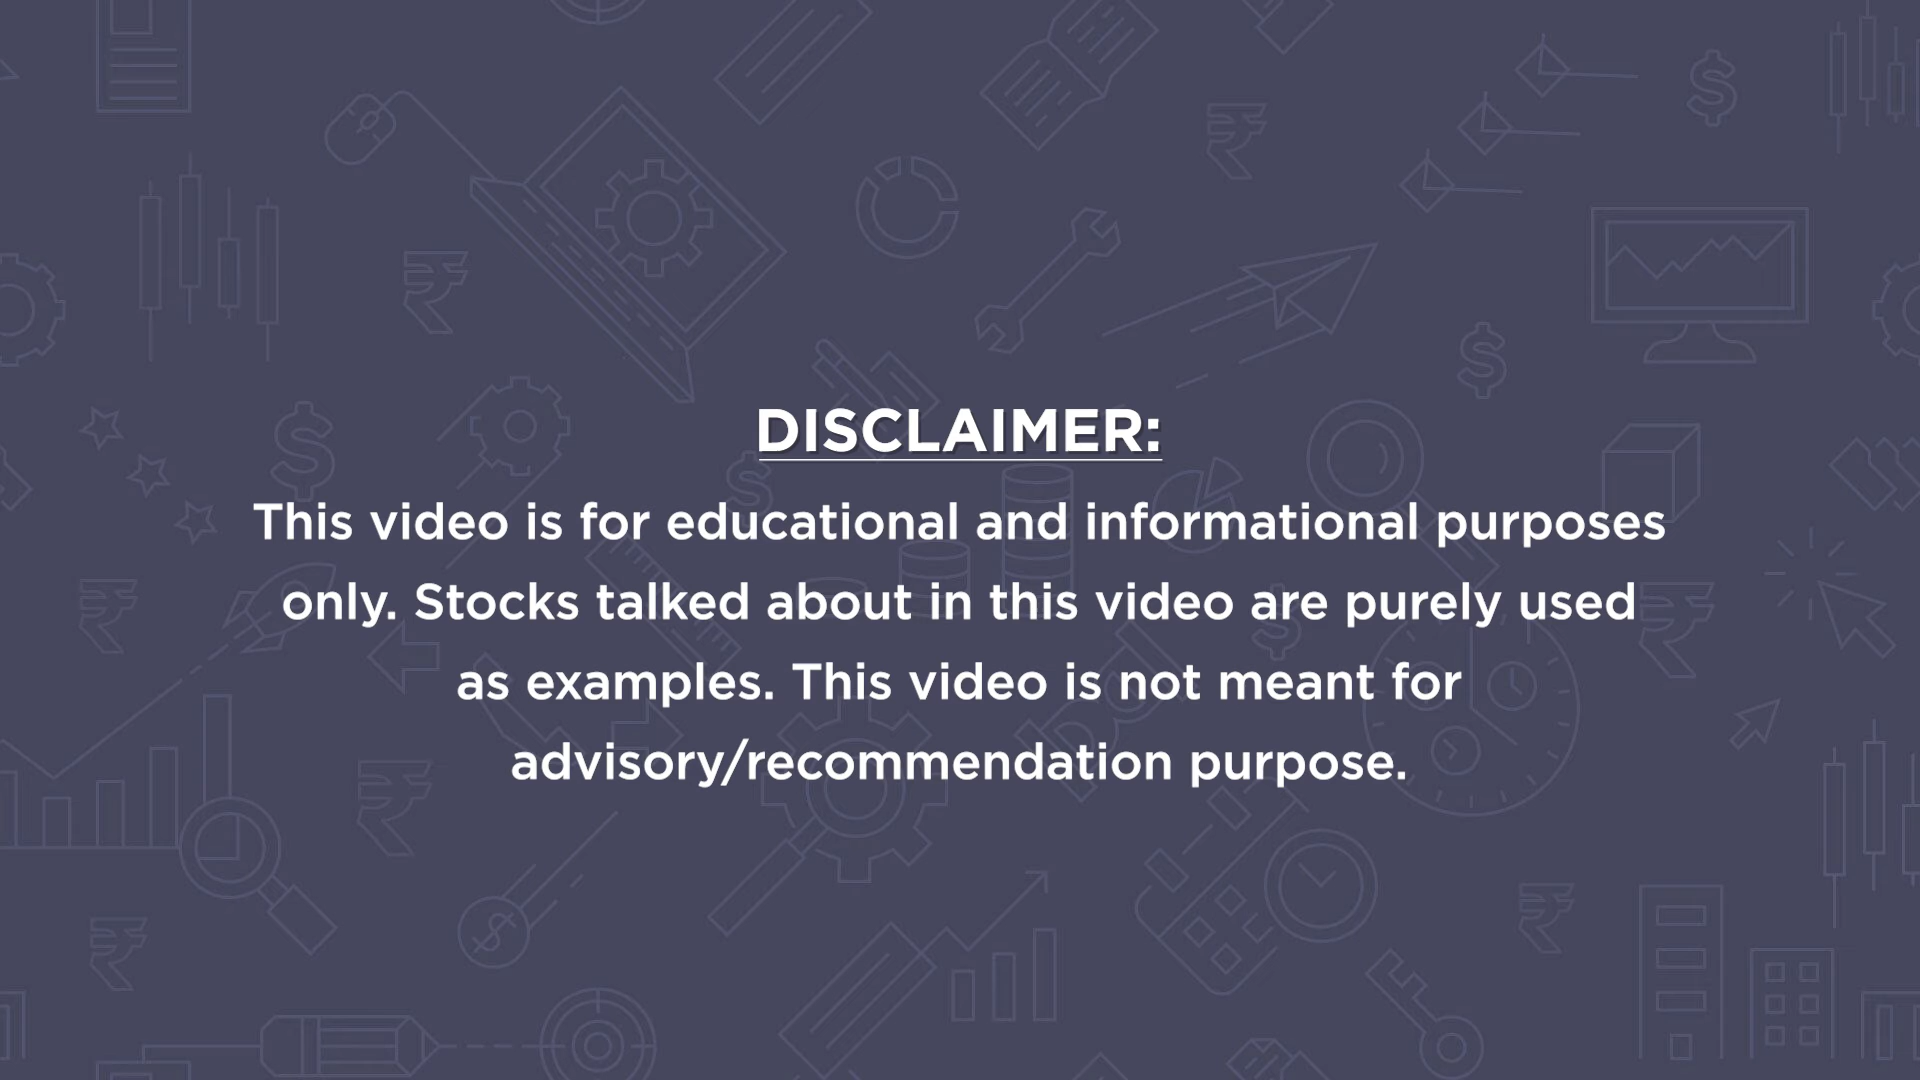 DISCLAIMER:
This video is for educational and informational purposes
only. Stocks talked about in this video are purely used
as examples. This video is not meant for
advisory/recommendation purpose.